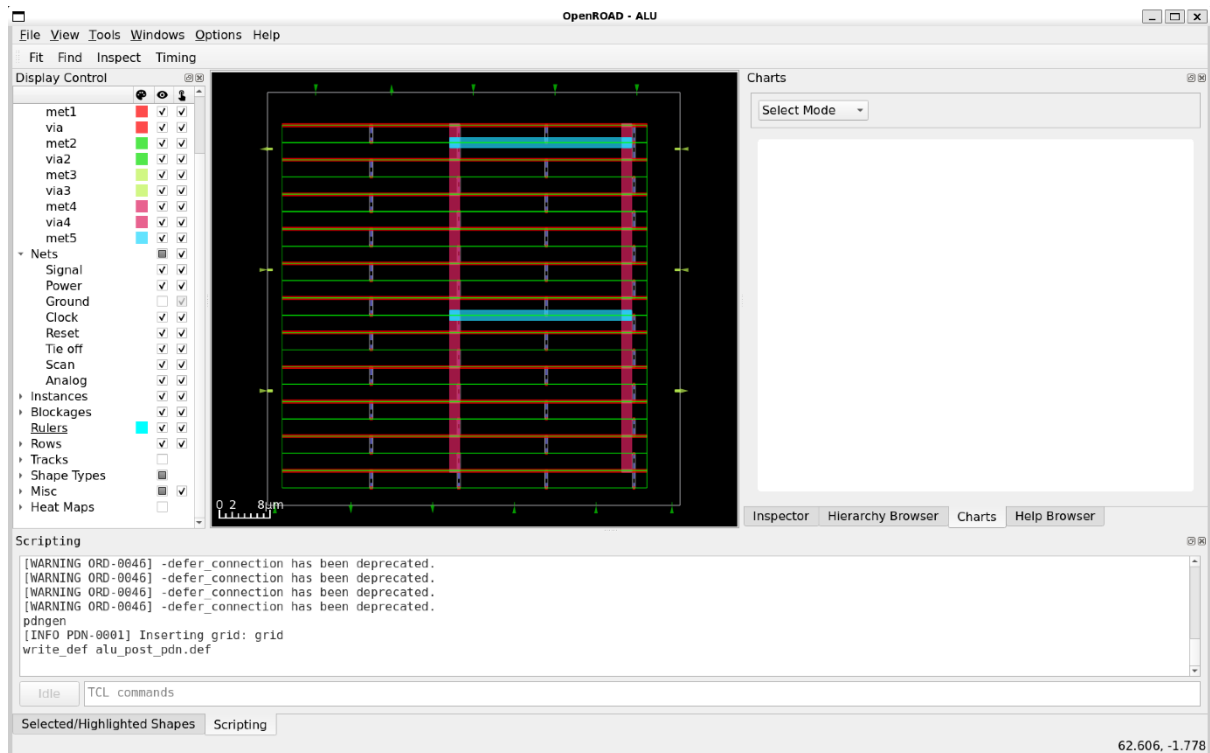 OpenROAD - ALU
File View Tools Windows Options Help
Fit Find Inspect Timing
Display Control
met1
via
met2
via2
met3
via3
met4
via4
met5
Nets
Signal
Power
Ground
Clock
Reset
Tie off
Scan
Analog
Instances
Blockages
Rulers
Rows
Tracks
Shape Types
Misc
Heat Maps
0 2 8μm
Charts
Select Mode
Inspector Hierarchy Browser Charts Help Browser
Scripting
[WARNING ORD-0046] -defer_connection has been deprecated.
[WARNING ORD-0046] -defer_connection has been deprecated.
[WARNING ORD-0046] -defer_connection has been deprecated.
[WARNING ORD-0046] -defer_connection has been deprecated.
pdngen
[INFO PDN-0001] Inserting grid: grid
write_def alu_post_pdn.def
Idle TCL commands
Selected/Highlighted Shapes Scripting
62.606, -1.778